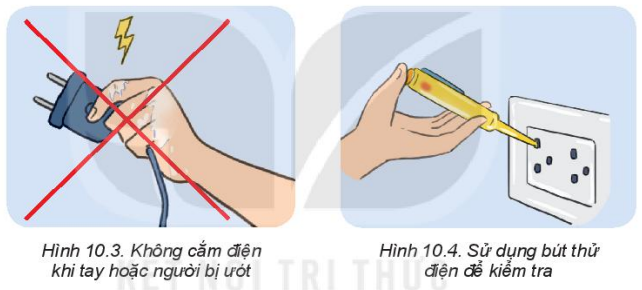 Hình 10.3. Không cắm điện
khi tay hoặc người bị ướt
Hình 10.4. Sử dụng bút thử
điện để kiểm tra
KẾT NỐI TRI THỨC